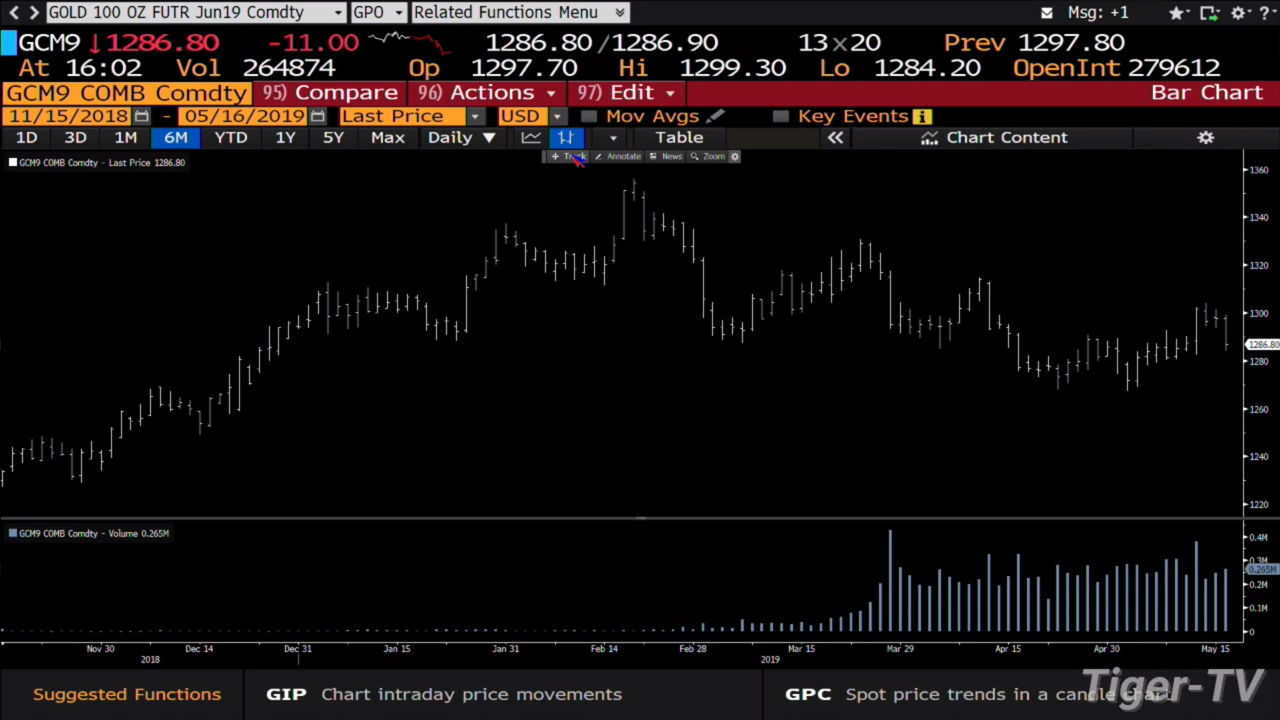 GOLD 100 OZ FUTR Jun19 Comdty GPO Related Functions Menu Msg: +1 ?
GCM9 ↓1286.80 -11.00 1286.80/1286.90 13x20 Prev 1297.80
At 16:02 Vol 264874 Op 1297.70 Hi 1299.30 Lo 1284.20 OpenInt 279612
GCM9 COMB Comdty 95) Compare 96) Actions 97) Edit Bar Chart
11/15/2018 - 05/16/2019 Last Price USD Mov Avgs Key Events
1D 3D 1M 6M YTD 1Y 5Y Max Daily ▼ Table « Chart Content
Track Annotate News Zoom
GCM9 COMB Comdty - Last Price 1286.80
1360
1340
1320
1300
1286.80
1280
1260
1240
1220
GCM9 COMB Comdty - Volume 0.265M
0.4M
0.3M
0.265M
0.2M
0.1M
0
Nov 30 Dec 14 Dec 31 Jan 15 Jan 31 Feb 14 Feb 28 Mar 15 Mar 29 Apr 15 Apr 30 May 15
2018 2019
Suggested Functions GIP Chart intraday price movements GPC Spot price trends in a candle chart
Tiger-TV